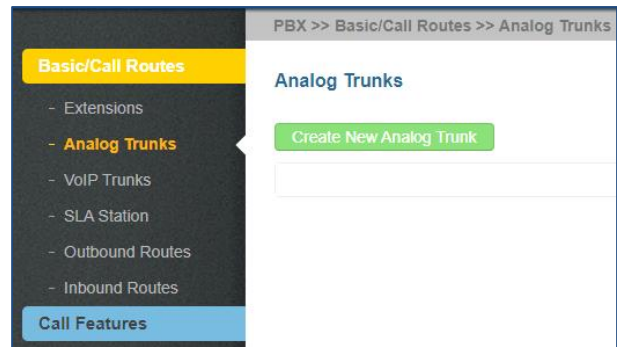 PBX >> Basic/Call Routes >> Analog Trunks
Basic/Call Routes
- Extensions
- Analog Trunks
- VoIP Trunks
- SLA Station
- Outbound Routes
- Inbound Routes
Call Features
Analog Trunks
Create New Analog Trunk